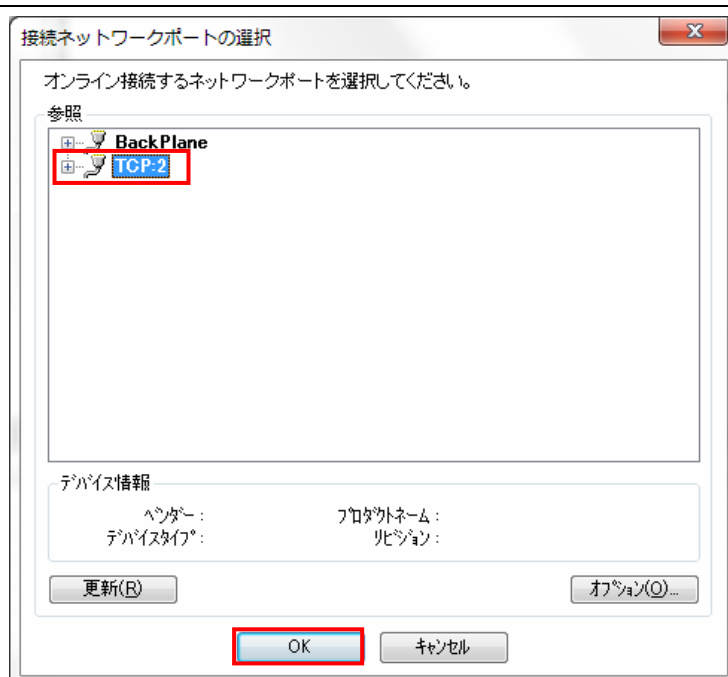 接続ネットワークポートの選択
オンライン接続するネットワークポートを選択してください。
参照
BackPlane
TCP:2
デバイス情報
ベンダー :
プロダクトネーム :
デバイスタイプ :
リビジョン :
更新(R)
オプション(O)...
OK
キャンセル